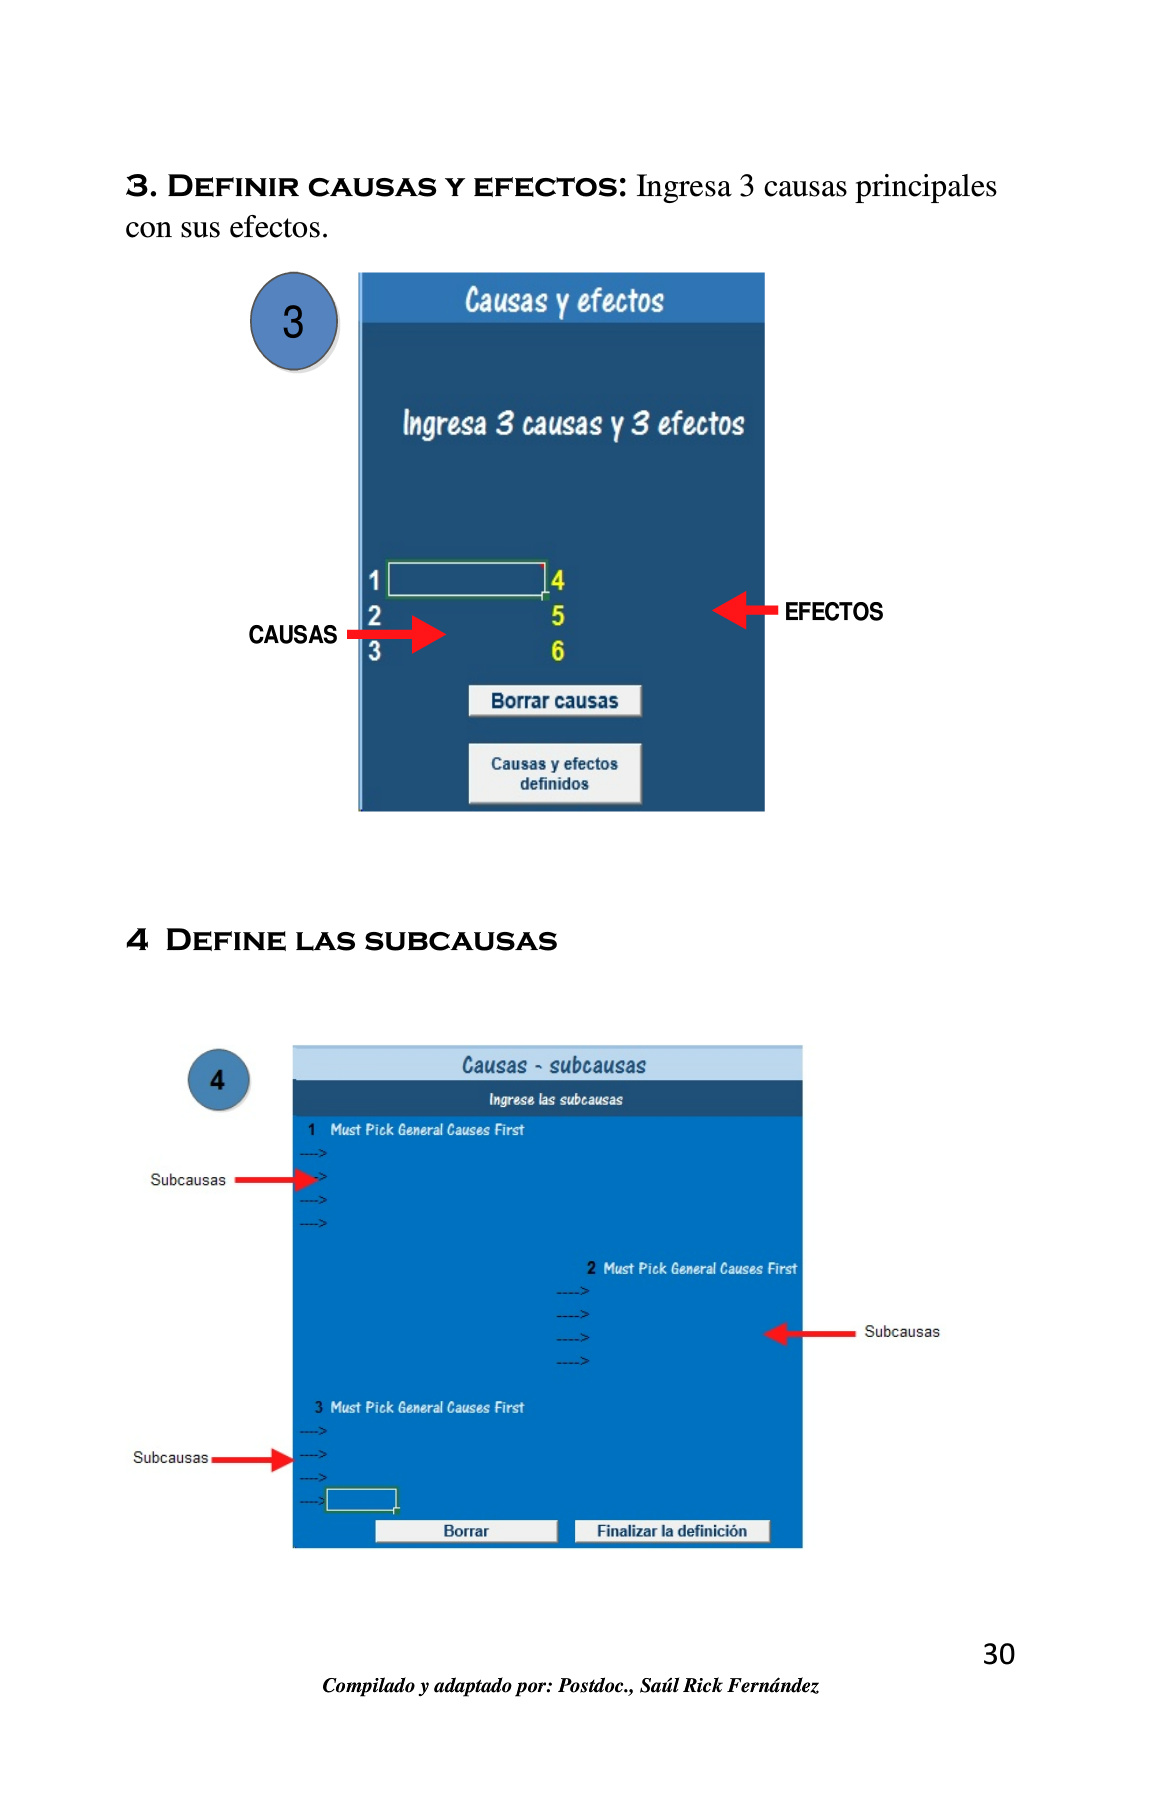 3. DEFINIR CAUSAS Y EFECTOS: Ingresa 3 causas principales
con sus efectos.
3
Causas y efectos
Ingresa 3 causas y 3 efectos
1 4
2 5
3 6
CAUSAS
EFECTOS
Borrar causas
Causas y efectos
definidos
4 DEFINE LAS SUBCAUSAS
4
Causas - subcausas
Ingrese las subcausas
1 Must Pick General Causes First
---->
Subcausas
---->
---->
---->
2 Must Pick General Causes First
---->
---->
---->
---->
Subcausas
3 Must Pick General Causes First
---->
---->
Subcausas
---->
---->
Borrar
Finalizar la definición
30
Compilado y adaptado por: Postdoc., Saúl Rick Fernández